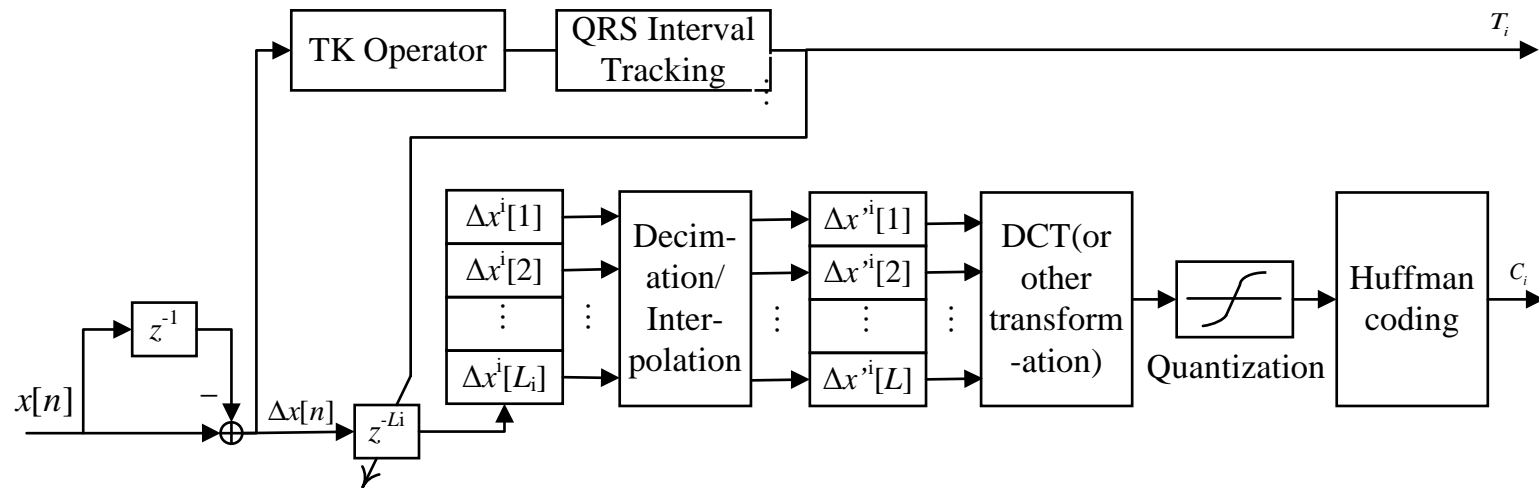 TK Operator
QRS Interval
Tracking
⋮
T_i
Δx^i[1]
Δx^i[2]
⋮
Δx^i[L_i]
⋮
Decim-
ation/
Inter-
polation
⋮
Δx'^i[1]
Δx'^i[2]
⋮
Δx'^i[L]
⋮
DCT(or
other
transform
-ation)
Quantization
Huffman
coding
C_i
z^-1
x[n]
−
Δx[n]
z^-Li